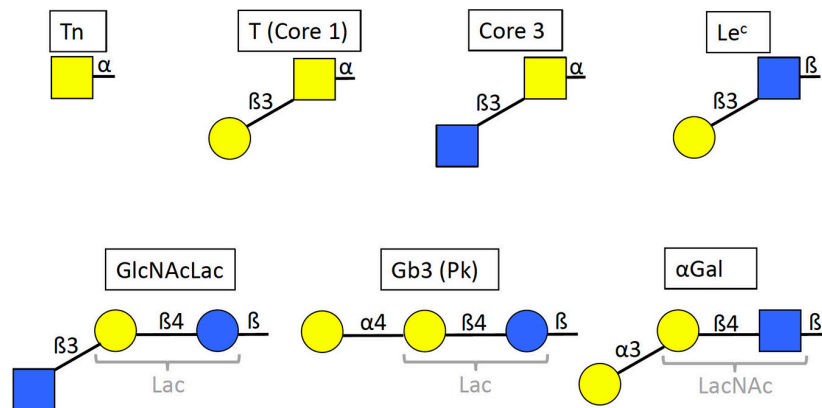 Tn
T (Core 1)
Core 3
Leᶜ
α
α
α
ß
ß3
ß3
ß3
GlcNAcLac
Gb3 (Pk)
αGal
ß4
ß
α4
ß4
ß
ß4
ß
ß3
α3
Lac
Lac
LacNAc